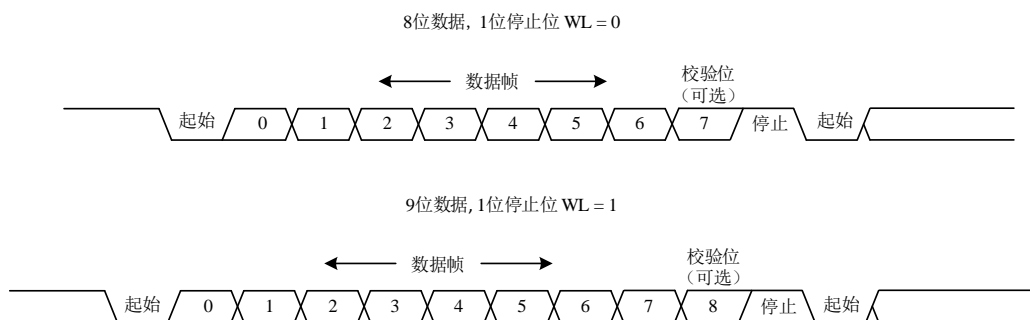 8位数据, 1位停止位 WL = 0
数据帧
校验位
（可选）
起始 0 1 2 3 4 5 6 7 停止 起始
9位数据, 1位停止位 WL = 1
数据帧
校验位
（可选）
起始 0 1 2 3 4 5 6 7 8 停止 起始